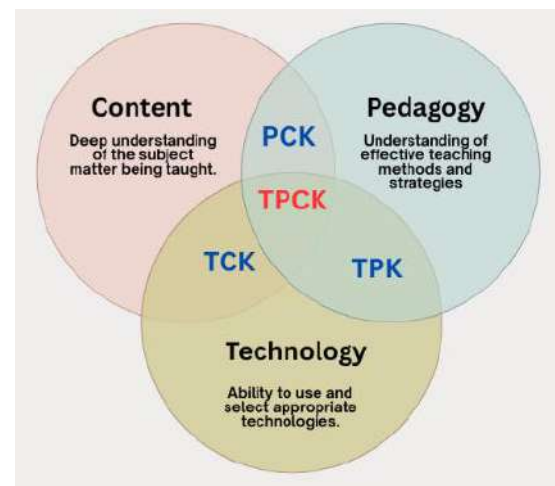 Content
Deep understanding
of the subject
matter being taught.
Pedagogy
Understanding of
effective teaching
methods and
strategies
PCK
TPCK
TCK
TPK
Technology
Ability to use and
select appropriate
technologies.